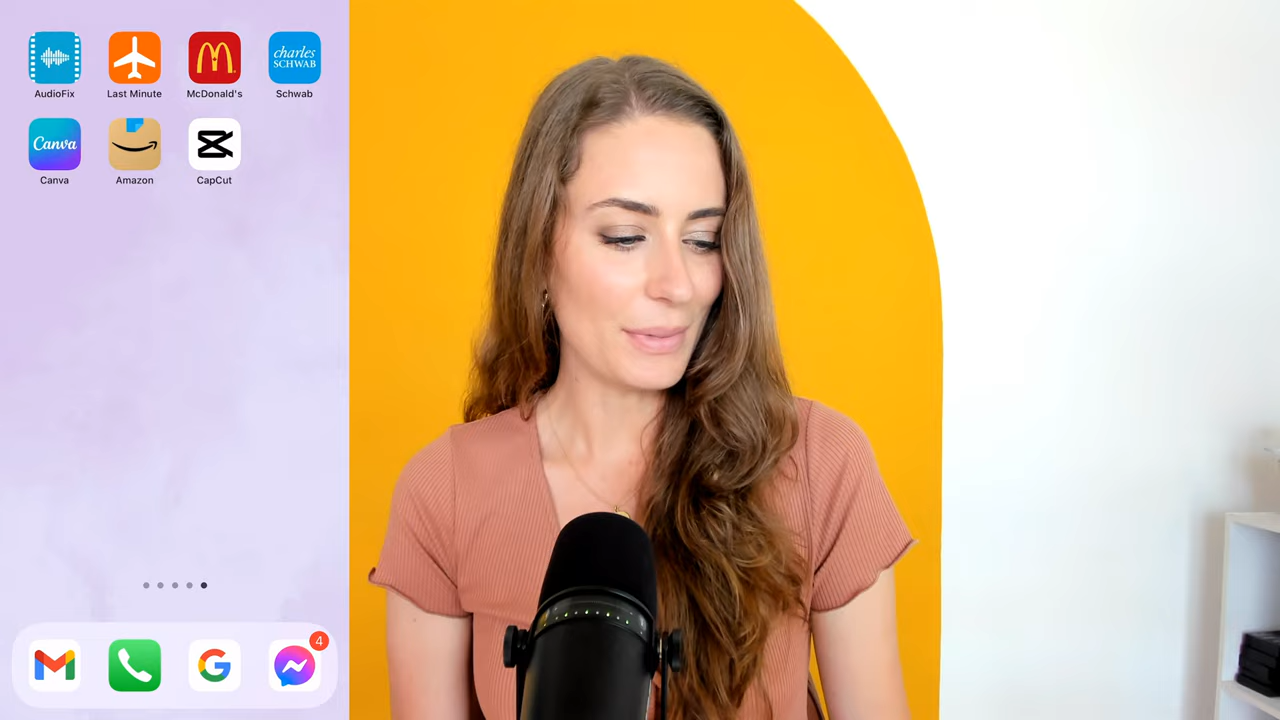 charles
SCHWAB
AudioFix
Last Minute
McDonald's
Schwab
Canva
Canva
Amazon
CapCut
4